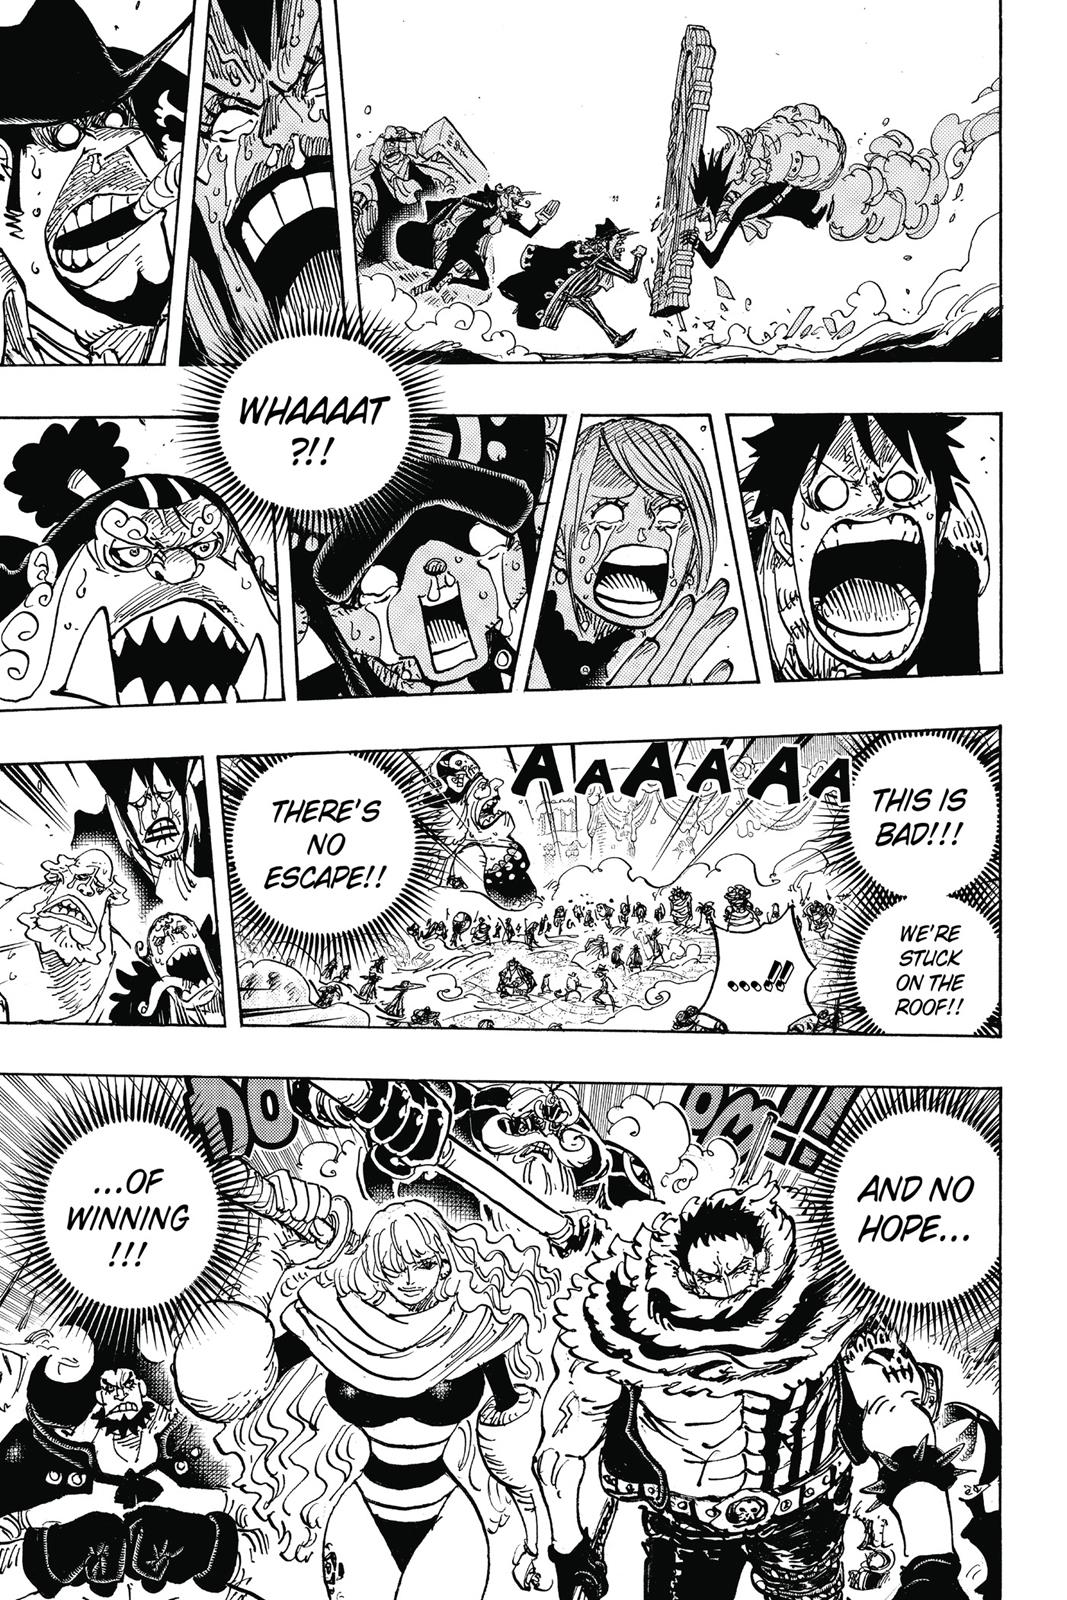 WHAAAAT
?!!
THIS IS
BAD!!!
WE'RE
STUCK
ON THE
ROOF!!
AAAAAA
...!!
THERE'S
NO
ESCAPE!!
AND NO
HOPE...
DOOM!!
...OF
WINNING
!!!